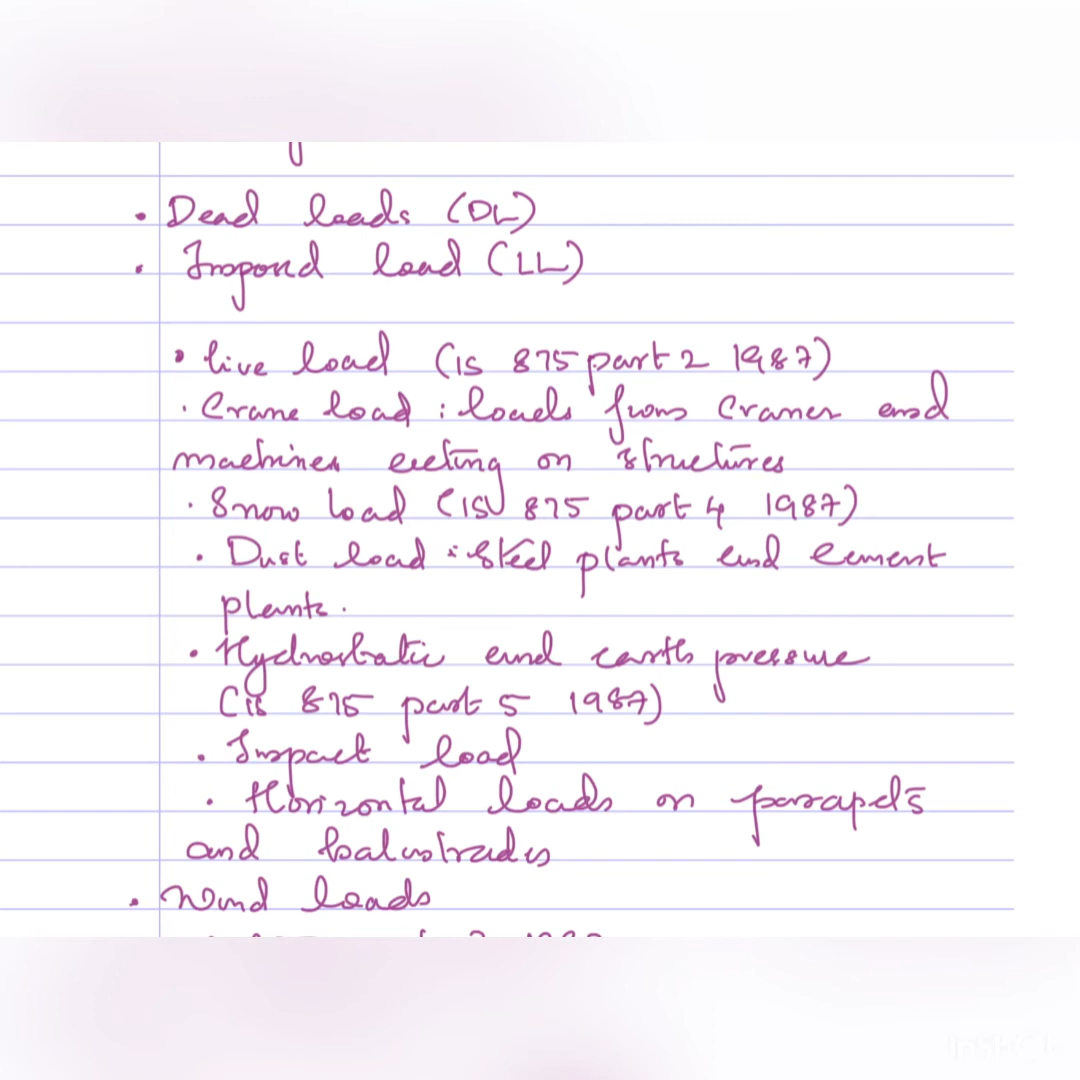 • Dead loads (DL)
• Imposed load (LL)
• live load (IS 875 part 2 1987)
• Crane load : loads from Cranes and
machines acting on structures
• Snow load (IS 875 part 4 1987)
• Dust load : steel plants and cement
plants.
• Hydrostatic and earth pressure
(is 875 part 5 1987)
• Impact load
• Horizontal loads on parapets
and balustrades
• Wind loads